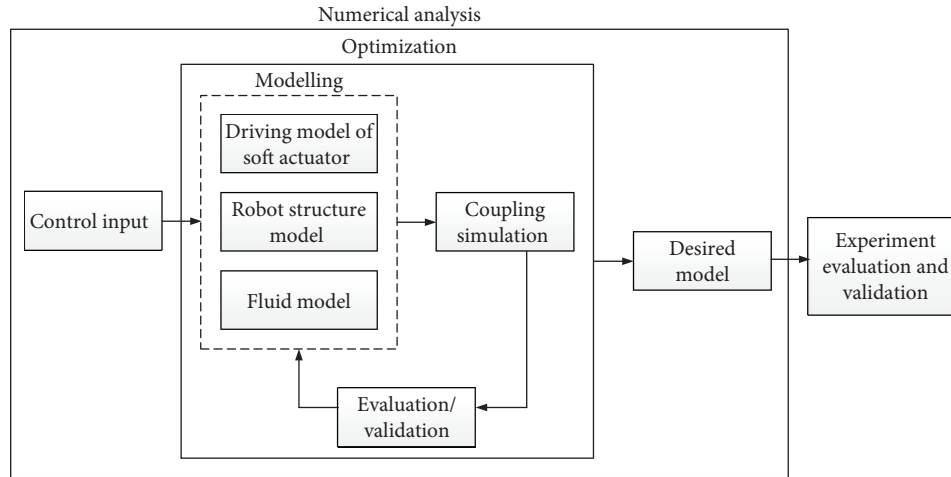 Numerical analysis
Optimization
Modelling
Driving model of
soft actuator
Control input
Robot structure
model
Coupling
simulation
Fluid model
Desired
model
Experiment
evaluation and
validation
Evaluation/
validation